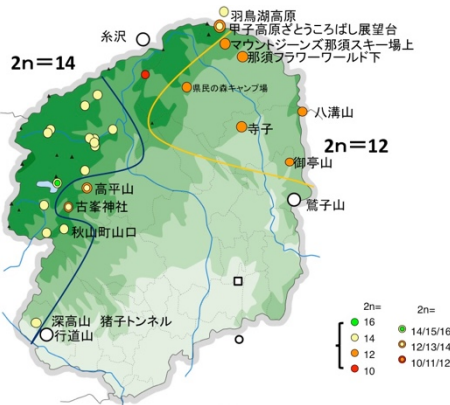 羽鳥湖高原
甲子高原ざとうころばし展望台
糸沢
マウントジーンズ那須スキー場上
那須フラワーワールド下
2n=14
県民の森キャンプ場
八溝山
寺子
2n=12
御亭山
高平山
鷲子山
古峯神社
秋山町山口
深高山 猪子トンネル
行道山
2n=
16
14
12
10
2n=
14/15/16
12/13/14
10/11/12